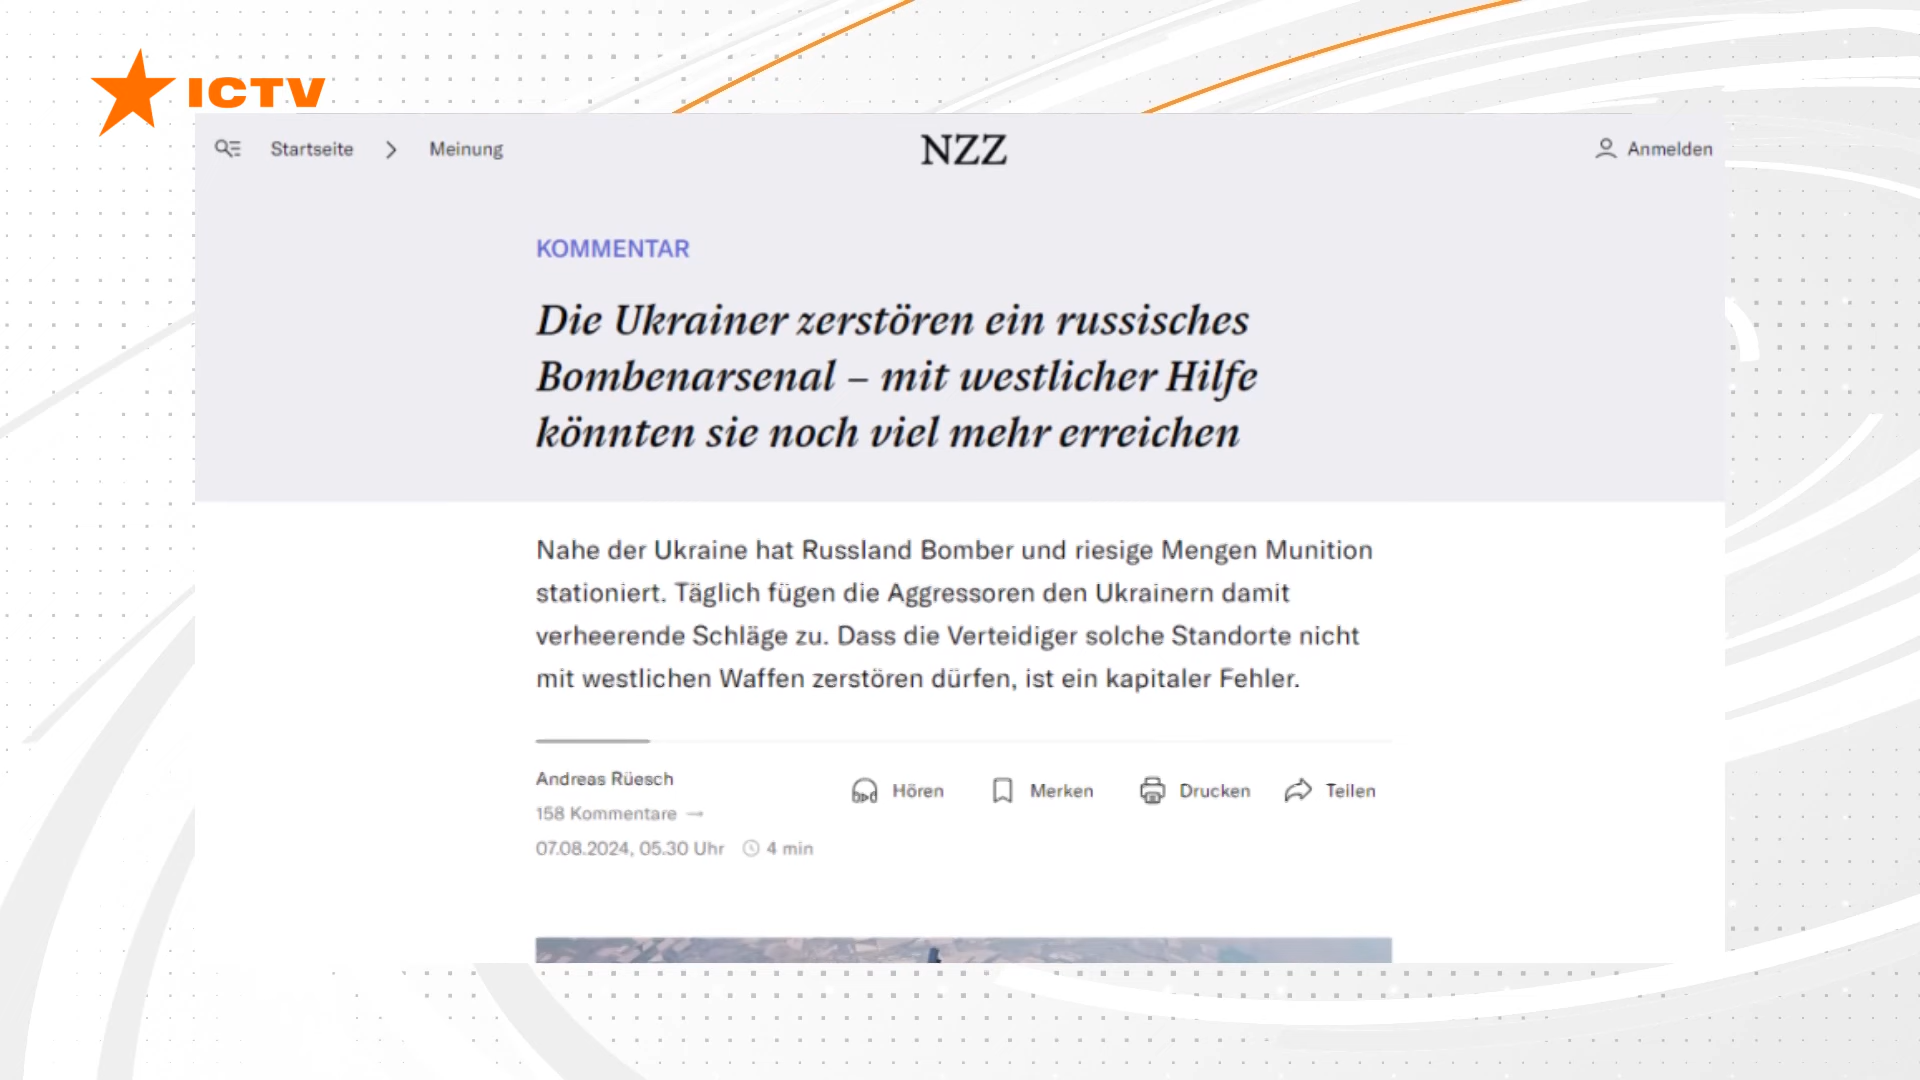 ICTV
Startseite > Meinung
NZZ
Anmelden
KOMMENTAR
Die Ukrainer zerstören ein russisches
Bombenarsenal – mit westlicher Hilfe
könnten sie noch viel mehr erreichen
Nahe der Ukraine hat Russland Bomber und riesige Mengen Munition
stationiert. Täglich fügen die Aggressoren den Ukrainern damit
verheerende Schläge zu. Dass die Verteidiger solche Standorte nicht
mit westlichen Waffen zerstören dürfen, ist ein kapitaler Fehler.
Andreas Rüesch
158 Kommentare →
07.08.2024, 05.30 Uhr 4 min
Hören Merken Drucken Teilen